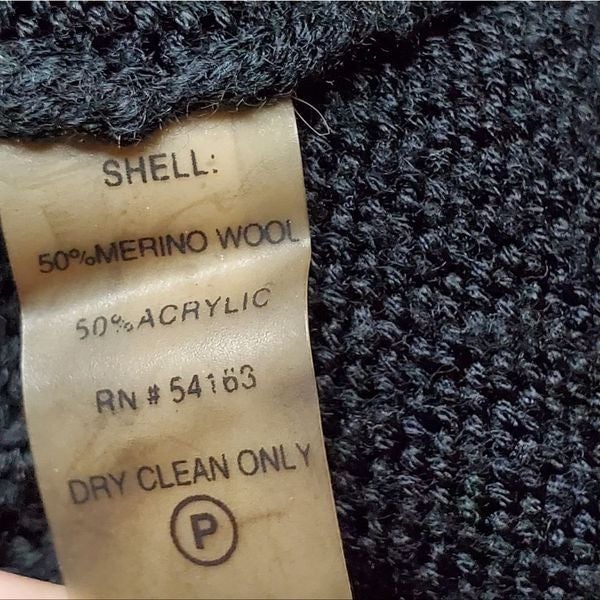 SHELL:
50%MERINO WOOL
50%ACRYLIC
RN # 54163
DRY CLEAN ONLY
P